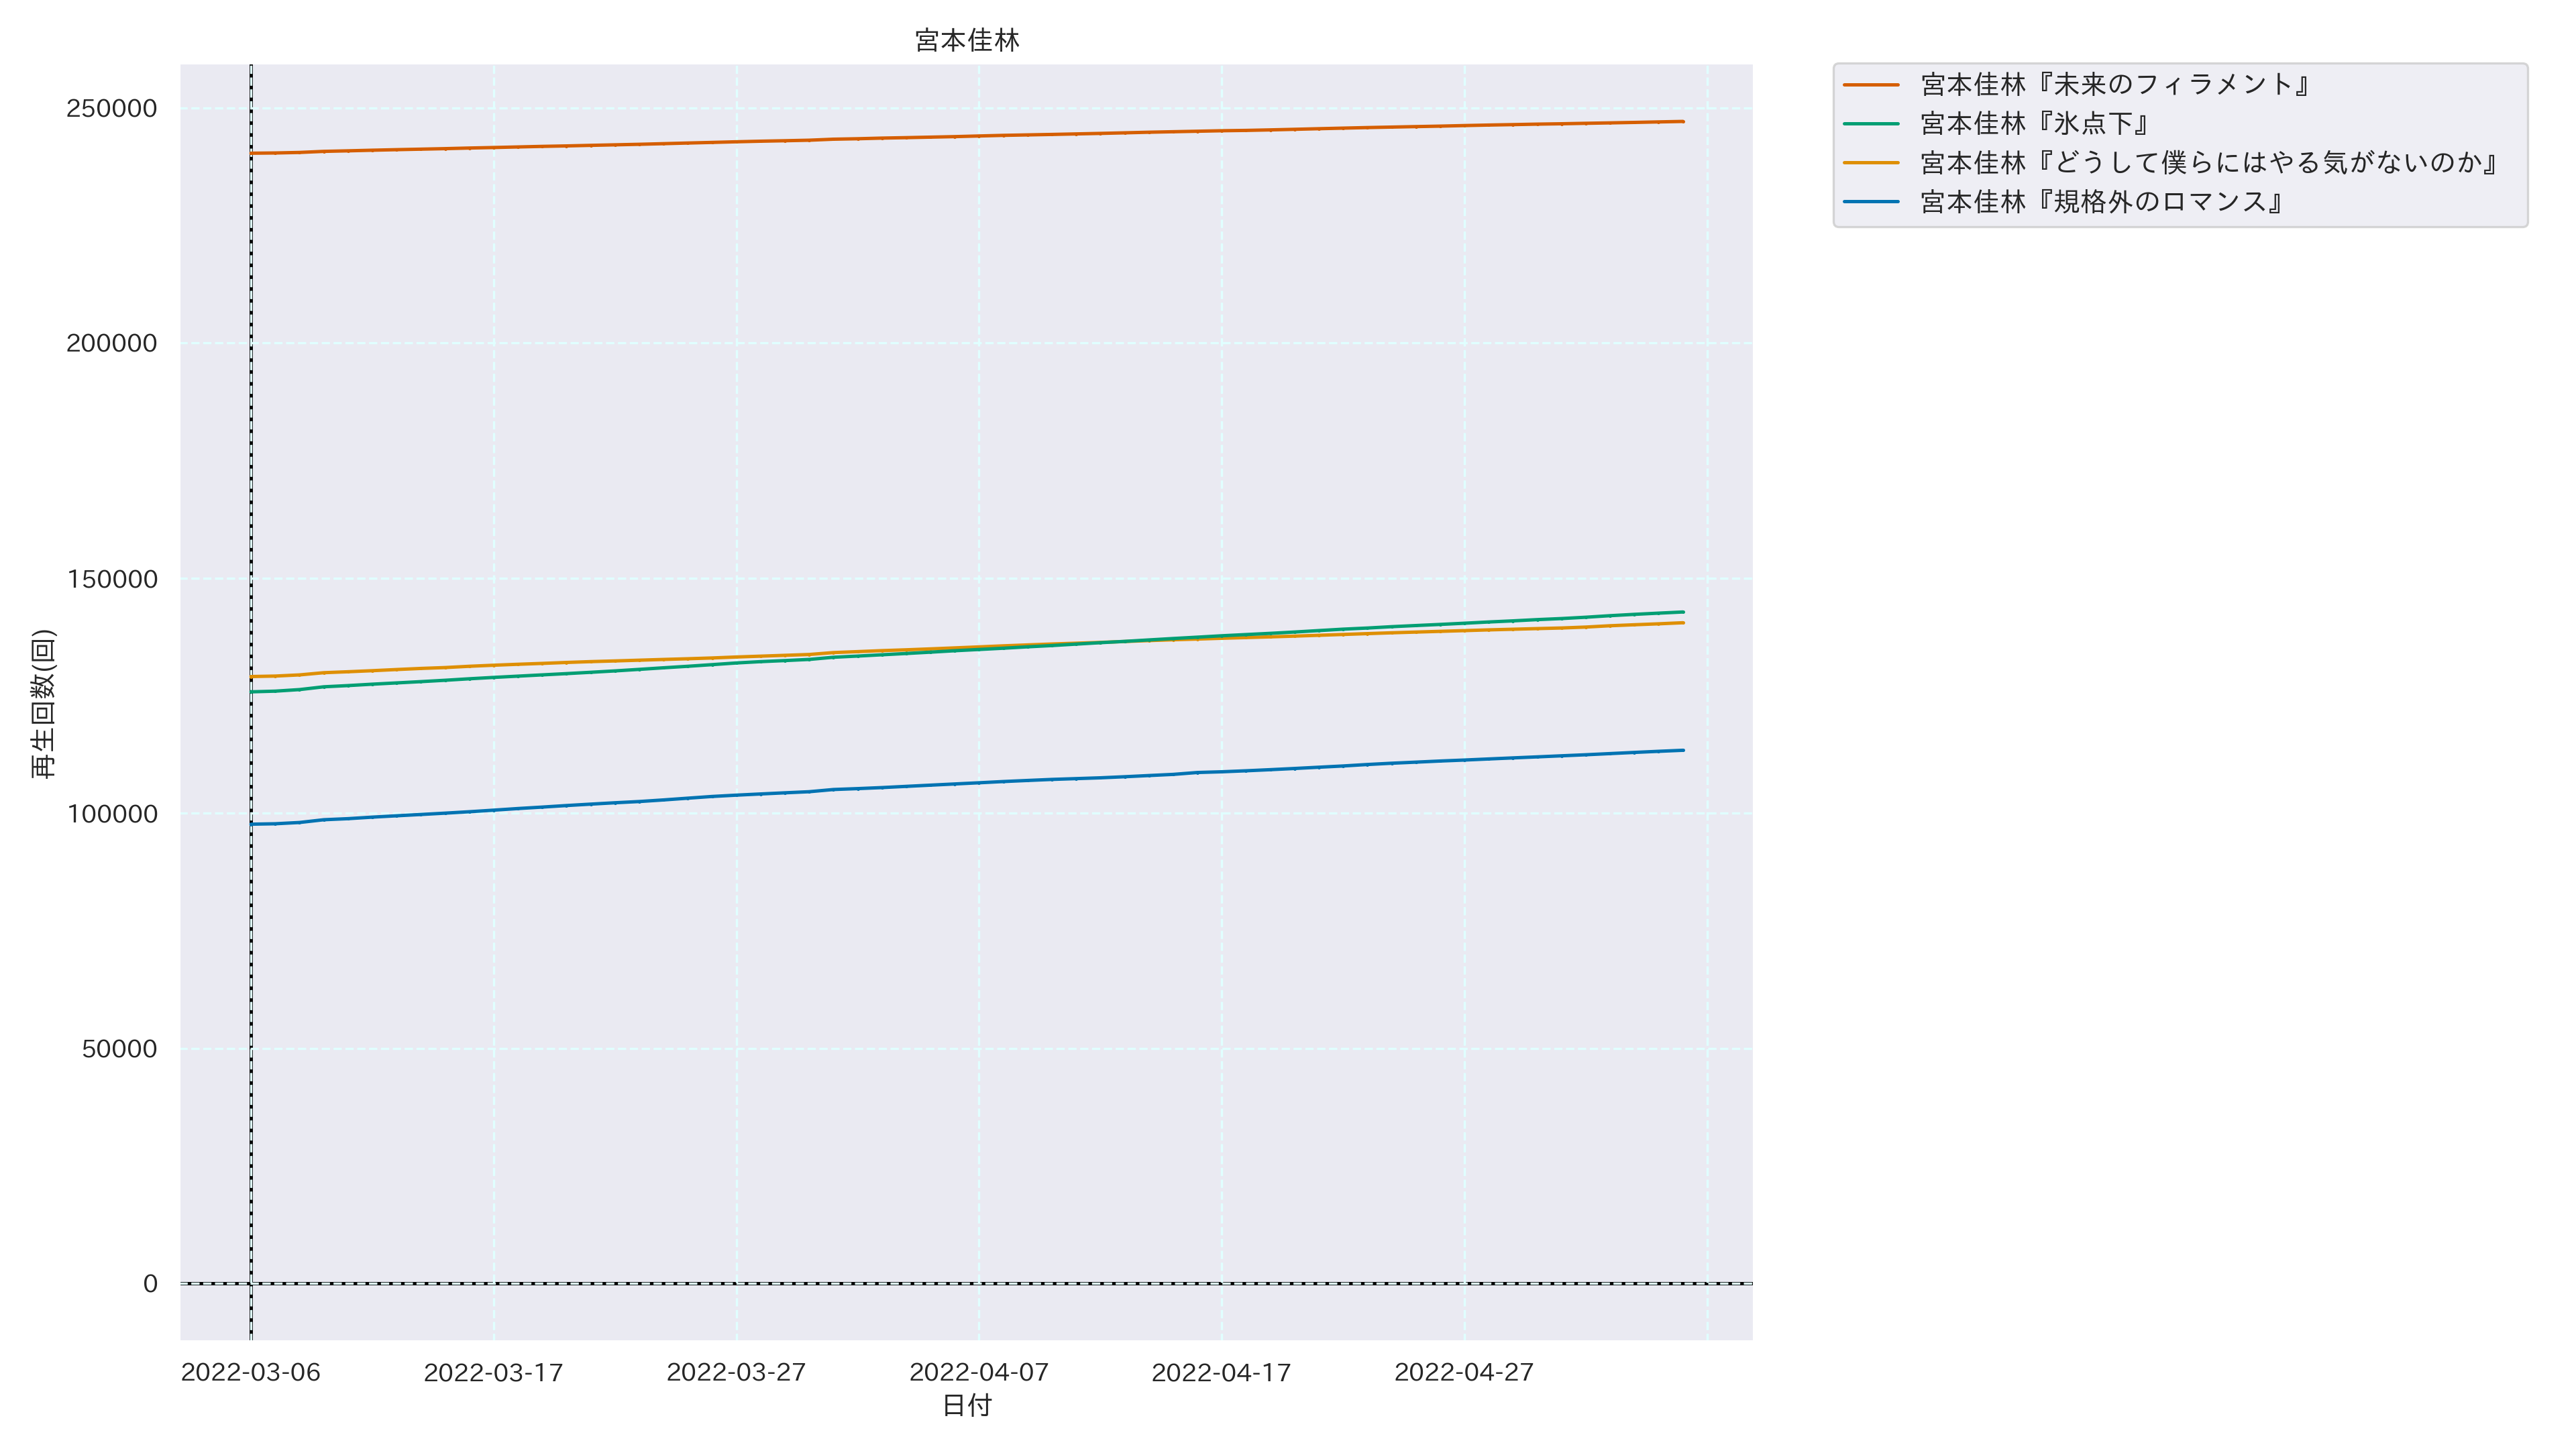 宮本佳林
250000
200000
150000
100000
50000
0
再生回数(回)
2022-03-06
2022-03-17
2022-03-27
2022-04-07
2022-04-17
2022-04-27
日付
宮本佳林『未来のフィラメント』
宮本佳林『氷点下』
宮本佳林『どうして僕らにはやる気がないのか』
宮本佳林『規格外のロマンス』